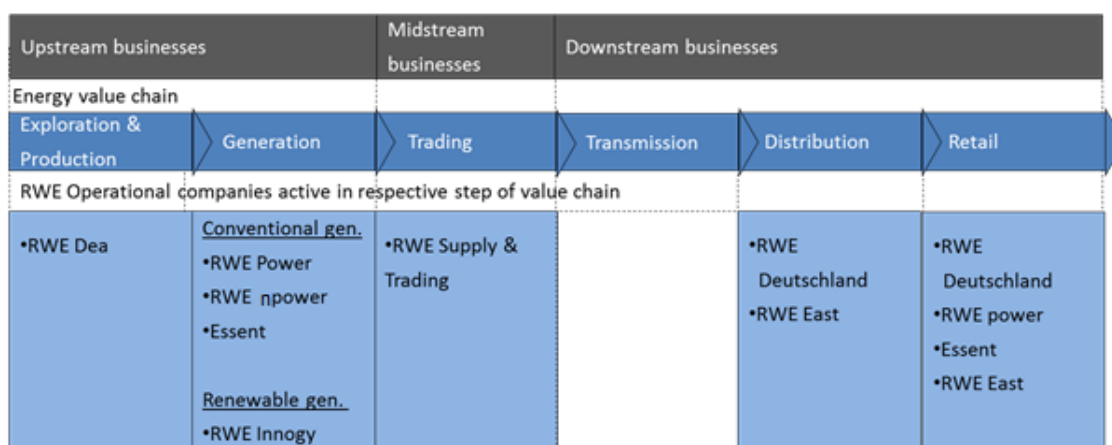 Upstream businesses
Midstream
businesses
Downstream businesses
Energy value chain
Exploration &
Production
Generation
Trading
Transmission
Distribution
Retail
RWE Operational companies active in respective step of value chain
•RWE Dea
Conventional gen.
•RWE Power
•RWE npower
•Essent
Renewable gen.
•RWE Innogy
•RWE Supply &
Trading
•RWE
Deutschland
•RWE East
•RWE
Deutschland
•RWE power
•Essent
•RWE East